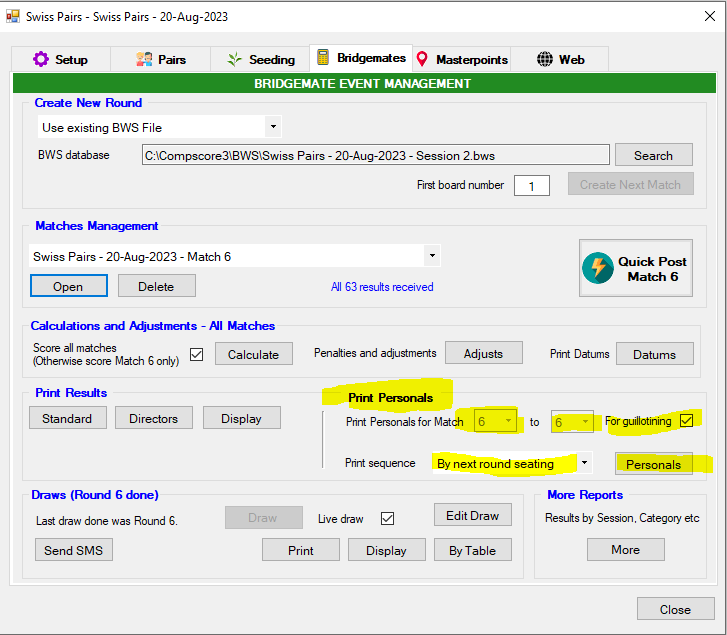 Swiss Pairs - Swiss Pairs - 20-Aug-2023
Setup Pairs Seeding Bridgemates Masterpoints Web
BRIDGEMATE EVENT MANAGEMENT
Create New Round
Use existing BWS File
BWS database C:\Compscore3\BWS\Swiss Pairs - 20-Aug-2023 - Session 2.bws Search
First board number 1 Create Next Match
Matches Management
Swiss Pairs - 20-Aug-2023 - Match 6
Quick Post
Match 6
Open Delete All 63 results received
Calculations and Adjustments - All Matches
Score all matches
(Otherwise score Match 6 only) Calculate Penalties and adjustments Adjusts Print Datums Datums
Print Results
Standard Directors Display
Print Personals
Print Personals for Match 6 to 6 For guillotining
Print sequence By next round seating Personals
Draws (Round 6 done)
Last draw done was Round 6. Draw Live draw Edit Draw
Send SMS Print Display By Table
More Reports
Results by Session, Category etc
More
Close